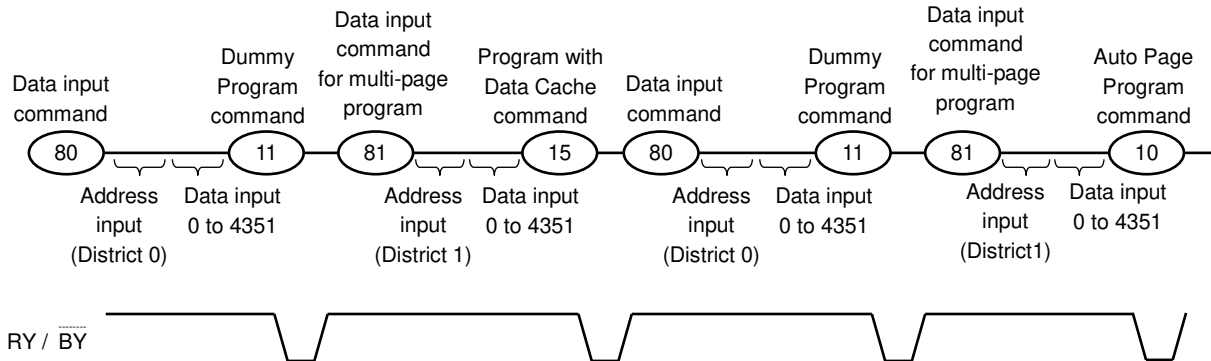 Data input
command
Dummy
Program
command
Data input
command
for multi-page
program
Program with
Data Cache
command
Data input
command
Dummy
Program
command
Data input
command
for multi-page
program
Auto Page
Program
command
80
11
81
15
80
11
81
10
Address
input
(District 0)
Data input
0 to 4351
Address
input
(District 1)
Data input
0 to 4351
Address
input
(District 0)
Data input
0 to 4351
Address
input
(District1)
Data input
0 to 4351
RY / BY